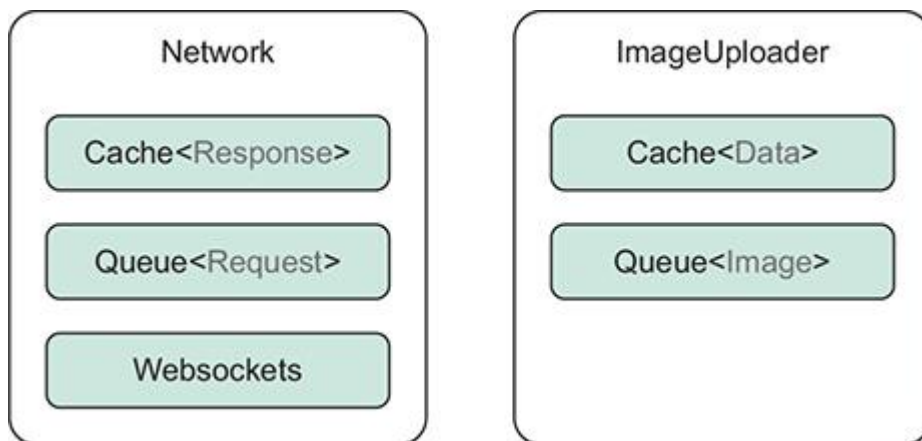 Network
Cache<Response>
Queue<Request>
Websockets
ImageUploader
Cache<Data>
Queue<Image>